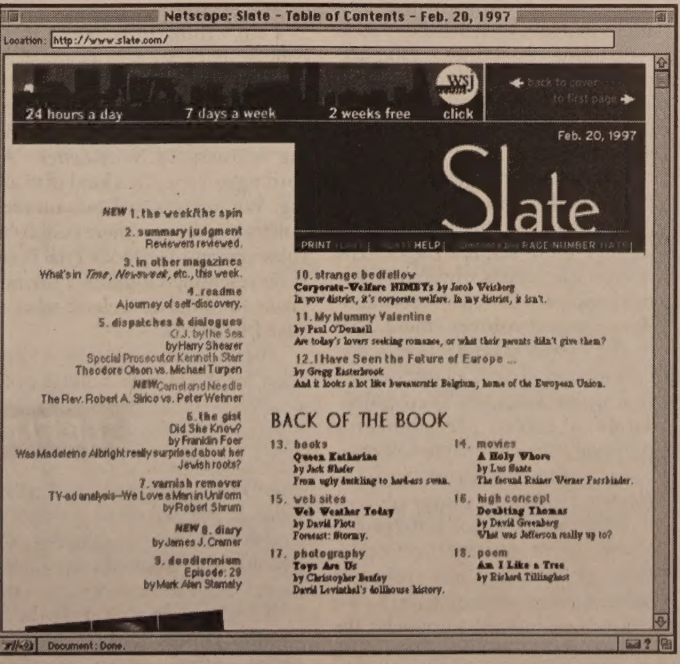 Netscape: Slate - Table of Contents - Feb. 20, 1997
Location: http://www.slate.com/
24 hours a day 7 days a week 2 weeks free click
WSJ
back to cover
to first page
Feb. 20, 1997
Slate
PRINT HELP PAGE NUMBER
NEW 1. the week/the spin
2. summary judgment
Reviewers reviewed.
3. in other magazines
What's in Time, Newsweek, etc., this week.
4. readme
A journey of self-discovery.
5. dispatches & dialogues
O.J. by the Sea
by Harry Shearer
Special Prosecutor Kenneth Starr
Theodore Olson vs. Michael Turpen
NEW Camel and Needle
The Rev. Robert A. Sirico vs. Peter Wehner
6. the gist
Did She Know?
by Franklin Foer
Was Madeleine Albright really surprised about her
Jewish roots?
7. varnish remover
TV-ad analysis—We Love a Man in Uniform
by Robert Shrum
NEW 8. diary
by James J. Cramer
9. doodlennium
Episode: 29
by Mark Alan Stamaty
10. strange bedfellow
Corporate-Welfare NIMBYs by Jacob Weisberg
In your district, it's corporate welfare. In my district, it isn't.
11. My Mummy Valentine
by Paul O'Donnell
Are today's lovers seeking romance, or what their parents didn't give them?
12. I Have Seen the Future of Europe ...
by Gregg Easterbrook
And it looks a lot like bureaucratic Belgium, home of the European Union.
BACK OF THE BOOK
13. books
Queen Katharine
by Jack Shafer
From ugly duckling to hard-ass swan.
14. movies
A Holy Whore
by Luc Sante
The fecund Rainer Werner Fassbinder.
15. web sites
Web Weather Today
by David Plotz
Forecast: Stormy.
16. high concept
Doubting Thomas
by David Greenberg
What was Jefferson really up to?
17. photography
Toys Are Us
by Christopher Benfey
David Levinthal's dollhouse history.
18. poem
Am I Like a Tree
by Richard Tillinghast
Document: Done.
?